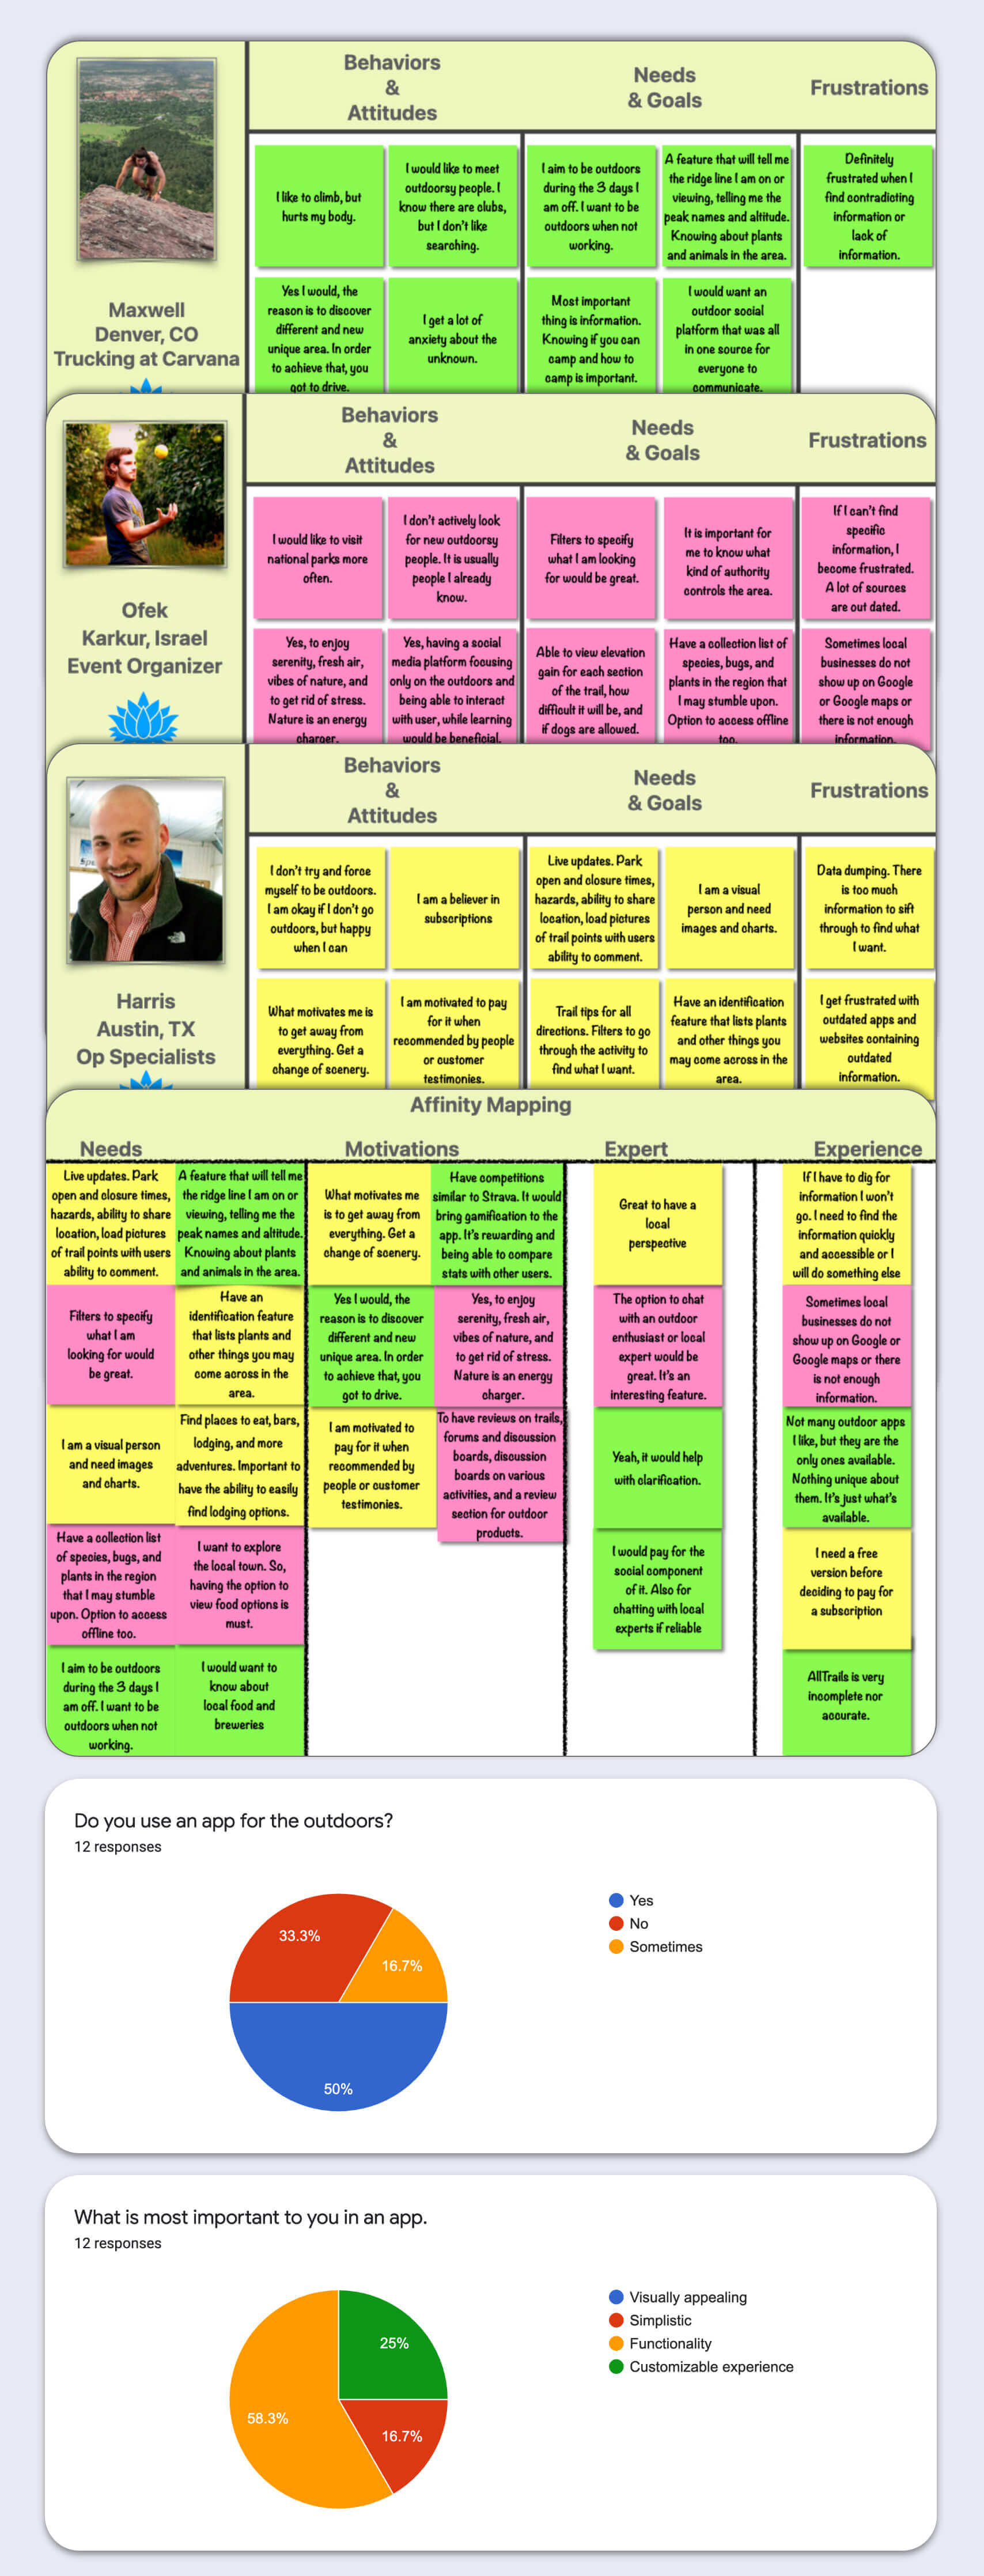 Behaviors
&
Attitudes
Needs
& Goals
Frustrations
Maxwell
Denver, CO
Trucking at Carvana
I like to climb, but
hurts my body.
I would like to meet
outdoorsy people. I
know there are clubs,
but I don't like
searching.
I aim to be outdoors
during the 3 days I
am off. I want to be
outdoors when not
working.
A feature that will tell me
the ridge line I am on or
viewing, telling me the
peak names and altitude.
Knowing about plants
and animals in the area.
Definitely
frustrated when I
find contradicting
information or
lack of
information.
Yes I would, the
reason is to discover
different and new
unique area. In order
to achieve that, you
got to drive.
I get a lot of
anxiety about the
unknown.
Most important
thing is information.
Knowing if you can
camp and how to
camp is important.
I would want an
outdoor social
platform that was all
in one source for
everyone to
communicate.
Behaviors
&
Attitudes
Needs
& Goals
Frustrations
Ofek
Karkur, Israel
Event Organizer
I would like to visit
national parks more
often.
I don't actively look
for new outdoorsy
people. It is usually
people I already
know.
Filters to specify
what I am looking
for would be great.
It is important for
me to know what
kind of authority
controls the area.
If I can't find
specific
information, I
become frustrated.
A lot of sources
are out dated.
Yes, to enjoy
serenity, fresh air,
vibes of nature, and
to get rid of stress.
Nature is an energy
charger.
Yes, having a social
media platform focusing
only on the outdoors and
being able to interact
with user, while learning
would be beneficial.
Able to view elevation
gain for each section
of the trail, how
difficult it will be, and
if dogs are allowed.
Have a collection list of
species, bugs, and
plants in the region that
I may stumble upon.
Option to access offline
too.
Sometimes local
businesses do not
show up on Google
or Google maps or
there is not enough
information.
Behaviors
&
Attitudes
Needs
& Goals
Frustrations
Harris
Austin, TX
Op Specialists
I don't try and force
myself to be outdoors.
I am okay if I don't go
outdoors, but happy
when I can
I am a believer in
subscriptions
Live updates. Park
open and closure times,
hazards, ability to share
location, load pictures
of trail points with users
ability to comment.
I am a visual
person and need
images and charts.
Data dumping. There
is too much
information to sift
through to find what
I want.
What motivates me is
to get away from
everything. Get a
change of scenery.
I am motivated to pay
for it when
recommended by people
or customer
testimonies.
Trail tips for all
directions. Filters to go
through the activity to
find what I want.
Have an identification
feature that lists plants
and other things you
may come across in the
area.
I get frustrated with
outdated apps and
websites containing
outdated
information.
Affinity Mapping
Needs
Motivations
Expert
Experience
Live updates. Park
open and closure times,
hazards, ability to share
location, load pictures
of trail points with users
ability to comment.
A feature that will tell me
the ridge line I am on or
viewing, telling me the
peak names and altitude.
Knowing about plants
and animals in the area.
What motivates me
is to get away from
everything. Get a
change of scenery.
Have competitions
similar to Strava. It would
bring gamification to the
app. It's rewarding and
being able to compare
stats with other users.
Great to have a
local
perspective
If I have to dig for
information I won't
go. I need to find the
information quickly
and accessible or I
will do something else
Filters to specify
what I am
looking for would
be great.
Have an
identification feature
that lists plants and
other things you may
come across in the
area.
Yes I would, the
reason is to discover
different and new
unique area. In order
to achieve that, you
got to drive.
Yes, to enjoy
serenity, fresh air,
vibes of nature, and
to get rid of stress.
Nature is an energy
charger.
The option to chat
with an outdoor
enthusiast or local
expert would be
great. It's an
interesting feature.
Sometimes local
businesses do not
show up on Google or
Google maps or there
is not enough
information.
I am a visual person
and need images
and charts.
Find places to eat, bars,
lodging, and more
adventures. Important to
have the ability to easily
find lodging options.
I am motivated to
pay for it when
recommended by
people or customer
testimonies.
To have reviews on trails,
forums and discussion
boards, discussion
boards on various
activities, and a review
section for outdoor
products.
Yeah, it would help
with clarification.
Not many outdoor apps
I like, but they are the
only ones available.
Nothing unique about
them. It's just what's
available.
Have a collection list
of species, bugs, and
plants in the region
that I may stumble
upon. Option to access
offline too.
I want to explore
the local town. So,
having the option to
view food options is
must.
I would pay for the
social component
of it. Also for
chatting with local
experts if reliable
I need a free
version before
deciding to pay for
a subscription
I aim to be outdoors
during the 3 days I
am off. I want to be
outdoors when not
working.
I would want to
know about
local food and
breweries
AllTrails is very
incomplete nor
accurate.
Do you use an app for the outdoors?
12 responses
33.3%
16.7%
50%
Yes
No
Sometimes
What is most important to you in an app.
12 responses
25%
58.3%
16.7%
Visually appealing
Simplistic
Functionality
Customizable experience